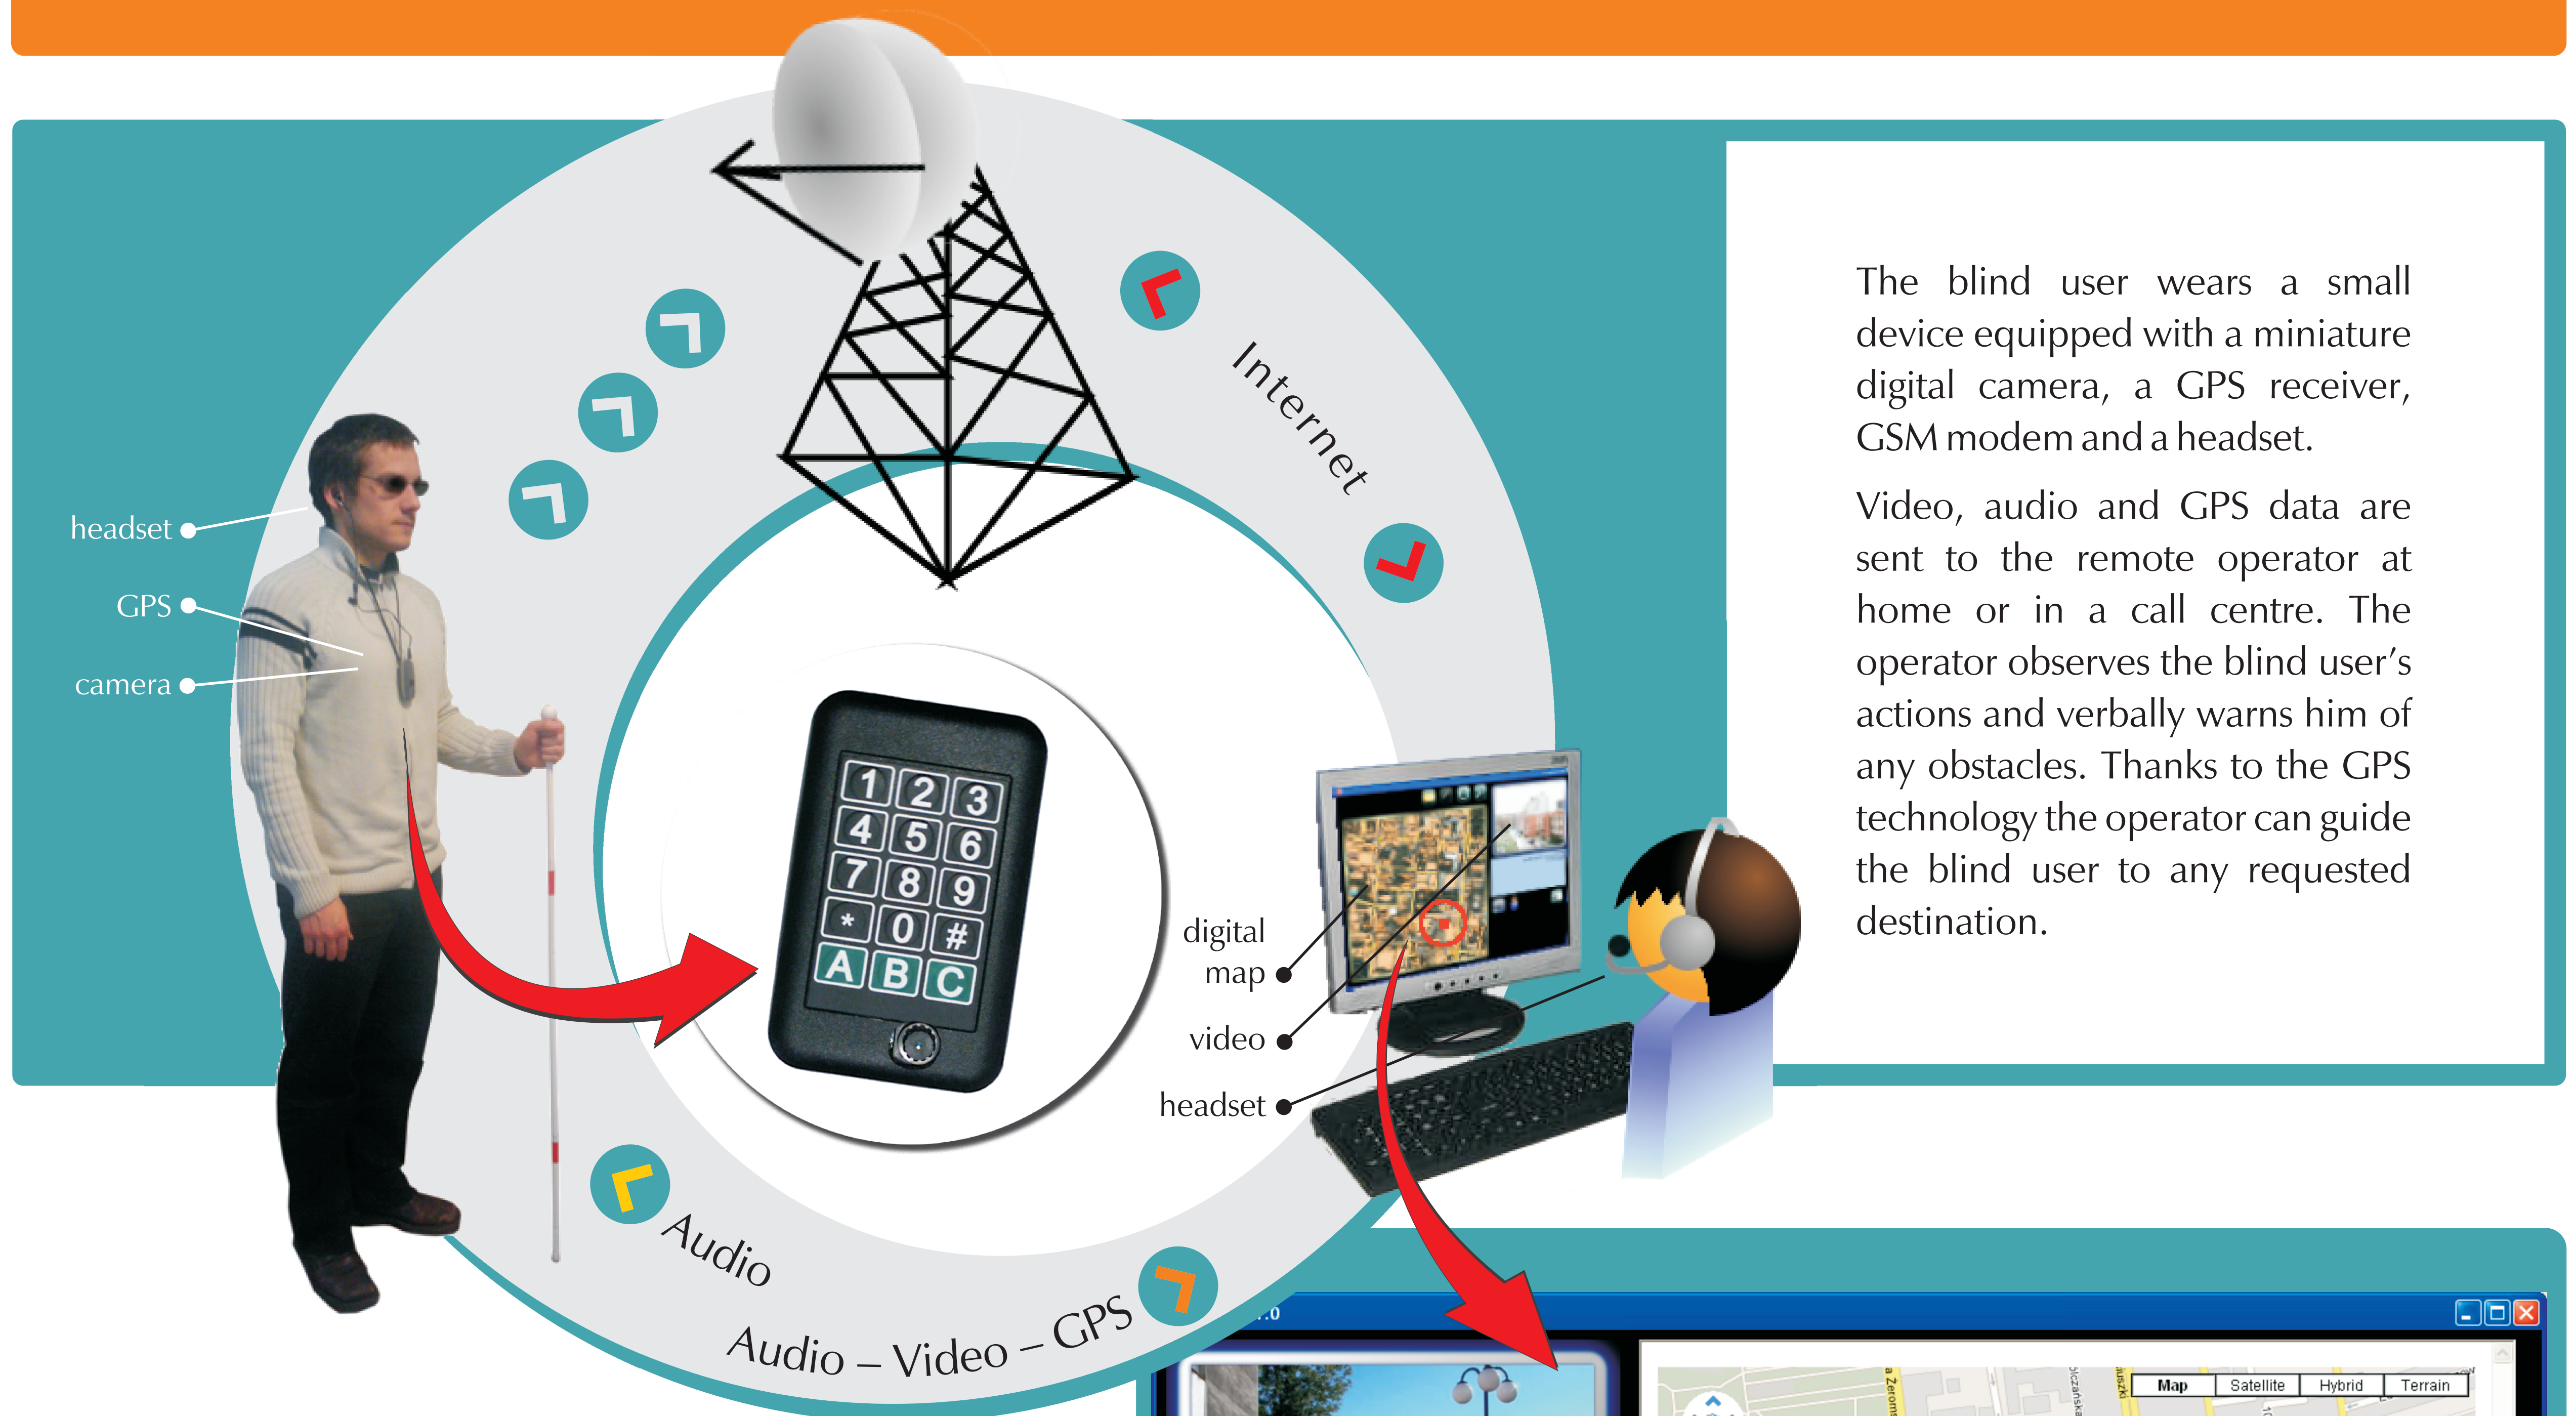 Internet
headset
GPS
camera
The blind user wears a small
device equipped with a miniature
digital camera, a GPS receiver,
GSM modem and a headset.
Video, audio and GPS data are
sent to the remote operator at
home or in a call centre. The
operator observes the blind user's
actions and verbally warns him of
any obstacles. Thanks to the GPS
technology the operator can guide
the blind user to any requested
destination.
1 2 3
4 5 6
7 8 9
* 0 #
A B C
digital
map
video
headset
Audio
Audio – Video – GPS
.0
Map Satellite Hybrid Terrain